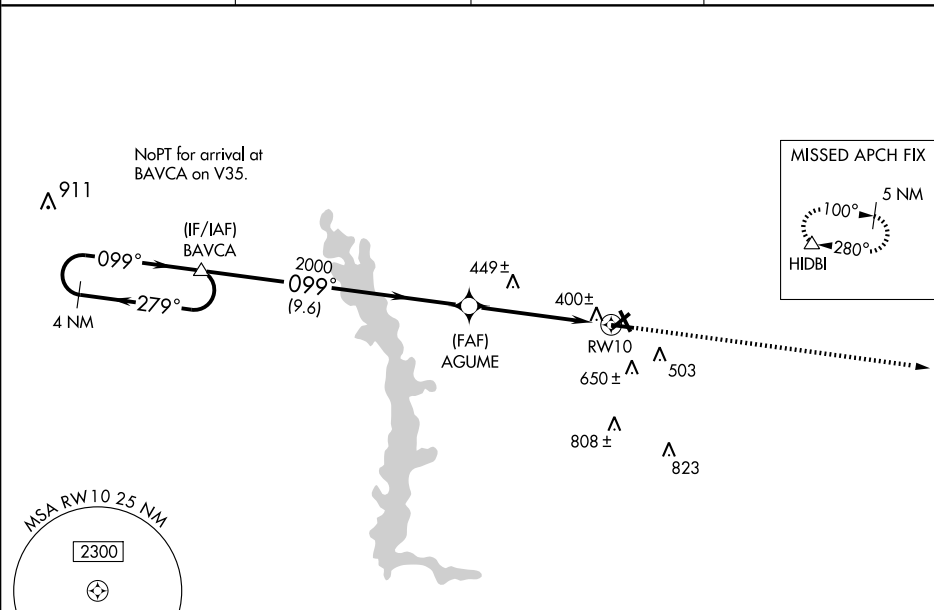 NoPT for arrival at
BAVCA on V35.
911
(IF/IAF)
BAVCA
099°
279°
4 NM
2000
099°
(9.6)
449±
(FAF)
AGUME
400±
RW10
650±
503
808±
823
MISSED APCH FIX
5 NM
100°
280°
HIDBI
MSA RW10 25 NM
2300